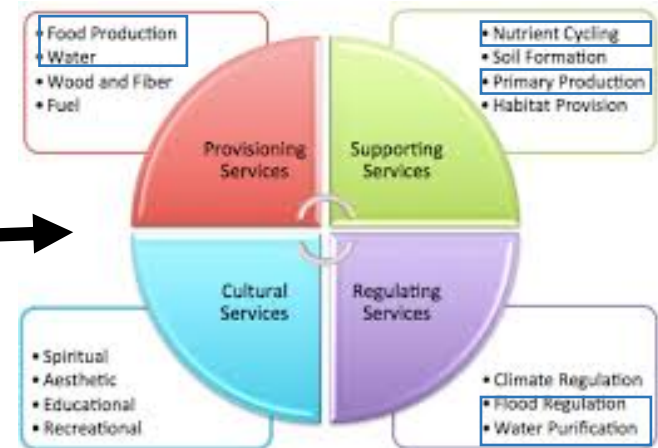 • Food Production
• Water
• Wood and Fiber
• Fuel
Provisioning
Services
• Nutrient Cycling
• Soil Formation
• Primary Production
• Habitat Provision
Supporting
Services
Cultural
Services
• Spiritual
• Aesthetic
• Educational
• Recreational
Regulating
Services
• Climate Regulation
• Flood Regulation
• Water Purification